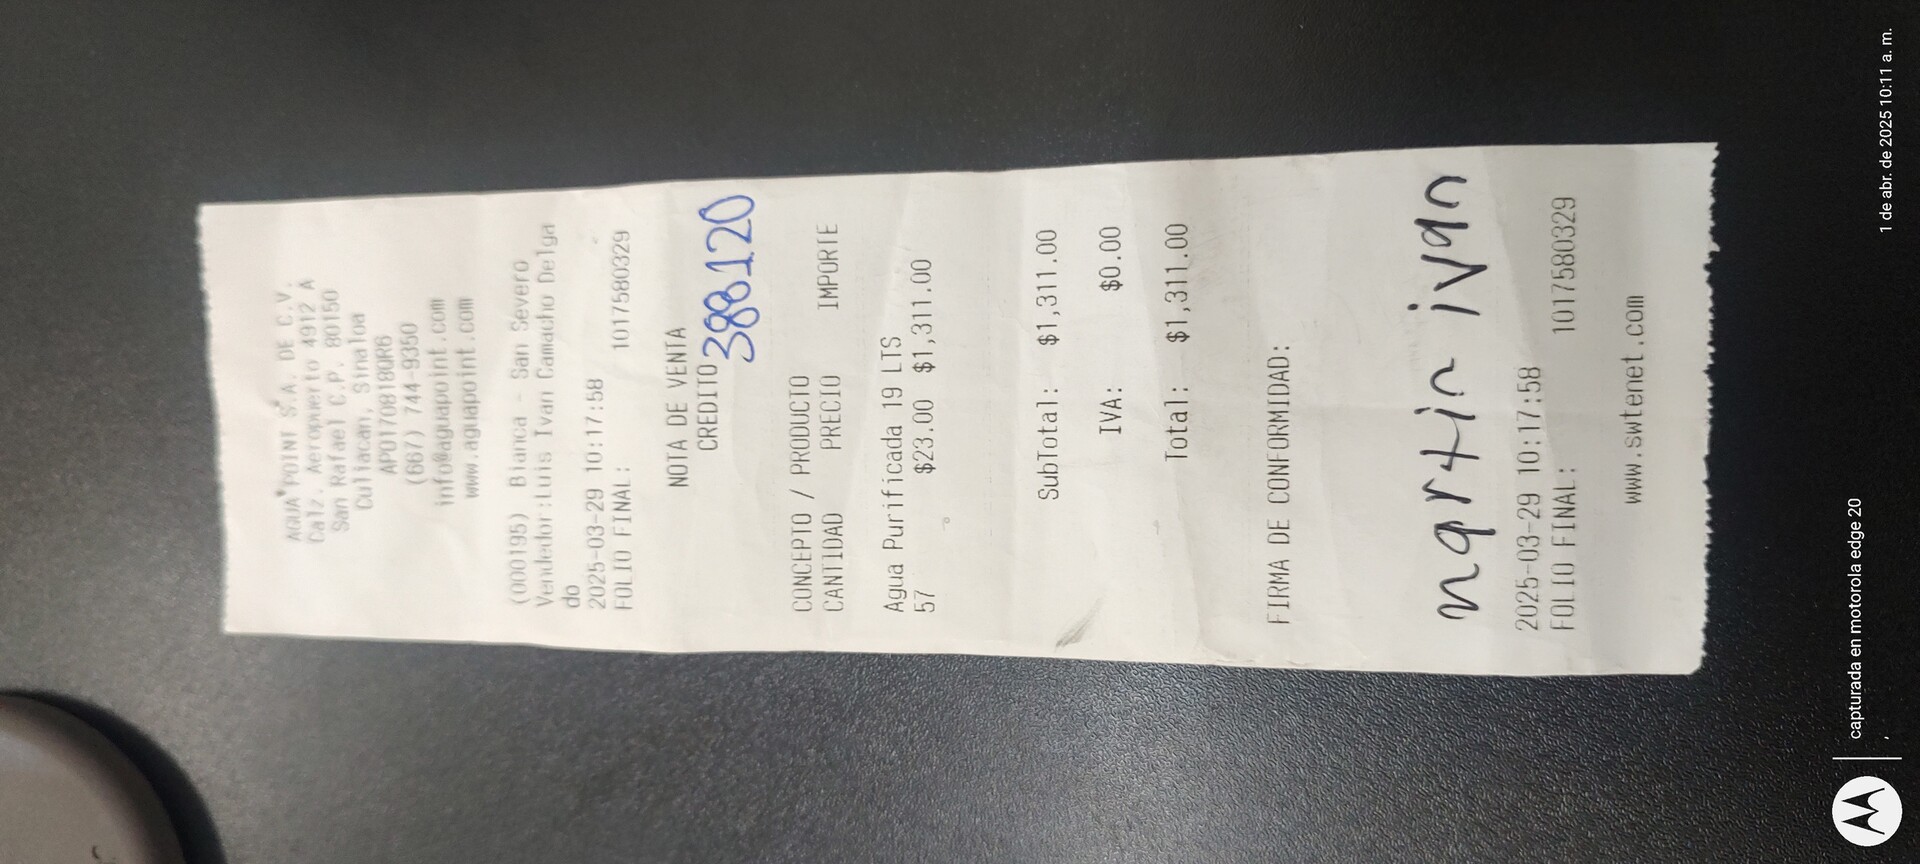 AGUA POINT S.A. DE C.V.
Calz. Aeropuerto 4912 A
San Rafael C.P. 80150
Culiacan, Sinaloa
APO170818QR6
(667) 744-9350
info@aguapoint.com
www.aguapoint.com
(000195) Bianca - San Severo
Vendedor:Luis Ivan Camacho Delga
do
2025-03-29 10:17:58
FOLIO FINAL: 1017580329
NOTA DE VENTA
CREDITO
388120
CONCEPTO / PRODUCTO
CANTIDAD PRECIO IMPORTE
Agua Purificada 19 LTS
57 $23.00 $1,311.00
SubTotal: $1,311.00
IVA: $0.00
Total: $1,311.00
FIRMA DE CONFORMIDAD:
martin ivan
2025-03-29 10:17:58
FOLIO FINAL: 1017580329
www.swtenet.com
capturada en motorola edge 20
,
1 de abr. de 2025 10:11 a. m.